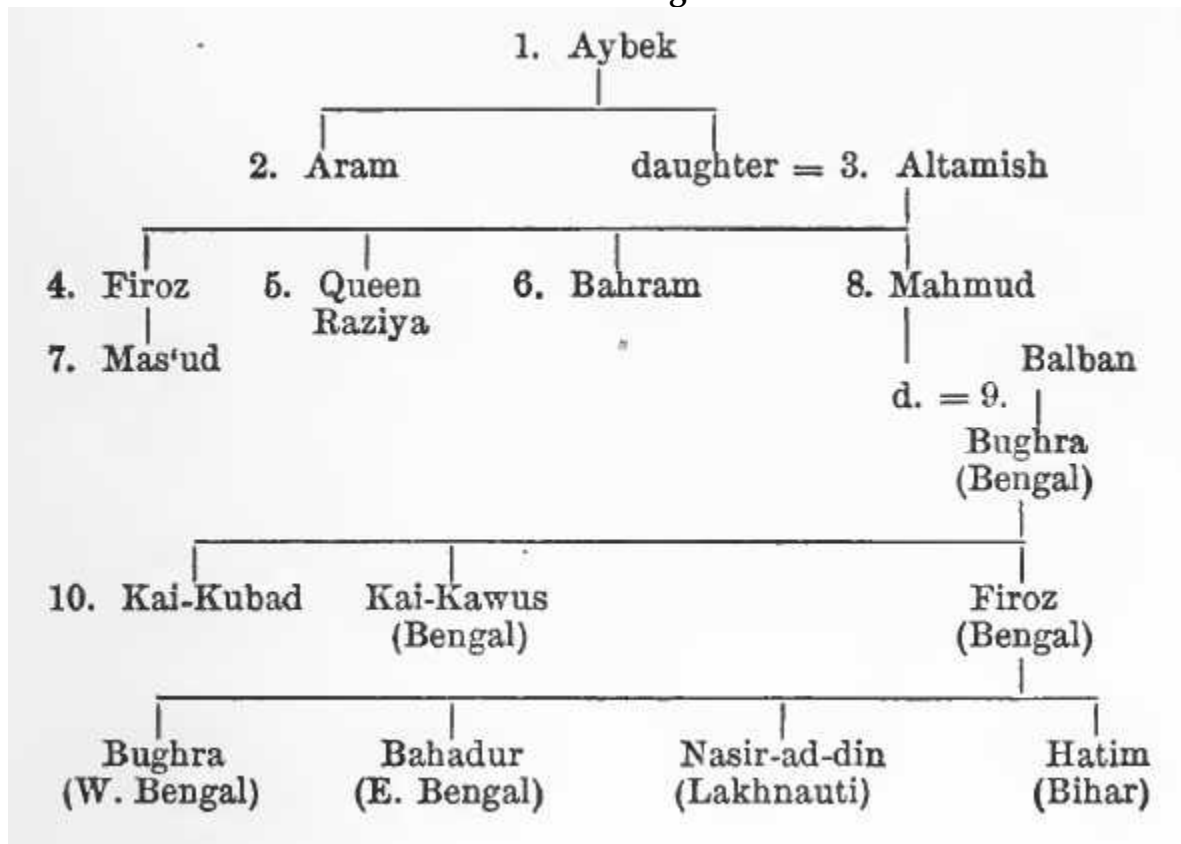 1. Aybek
2. Aram daughter = 3. Altamish
4. Firoz 5. Queen 6. Bahram 8. Mahmud
Raziya
7. Mas‘ud Balban
d. = 9.
Bughra
(Bengal)
10. Kai-Kubad Kai-Kawus Firoz
(Bengal) (Bengal)
Bughra Bahadur Nasir-ad-din Hatim
(W. Bengal) (E. Bengal) (Lakhnauti) (Bihar)